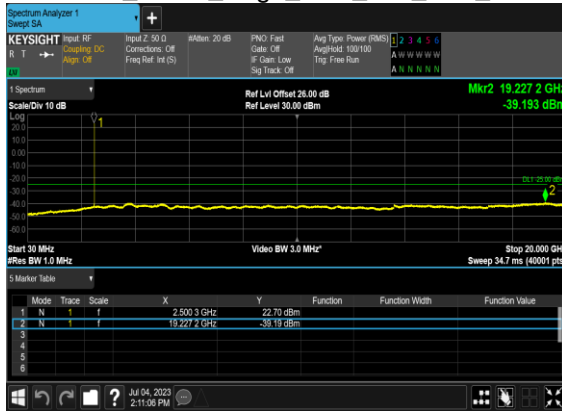 Spectrum Analyzer 1
Swept SA
+
KEYSIGHT Input: RF Input Z: 50 Ω #Atten: 20 dB PNO: Fast Avg Type: Power (RMS) 1 2 3 4 5 6
R T Coupling: DC Corrections: Off Gate: Off Avg|Hold: 100/100 A W W W W W
Align: Off Freq Ref: Int (S) IF Gain: Low Trig: Free Run
Sig Track: Off A N N N N N
LU
1 Spectrum Ref Lvl Offset 26.00 dB Mkr2 19.227 2 GHz
Scale/Div 10 dB Ref Level 30.00 dBm -39.193 dBm
Log
1
20.0
10.0
0.00
-10.0
-20.0
DL1 -25.00 dBm
-30.0
2
-40.0
-50.0
-60.0
Start 30 MHz Video BW 3.0 MHz* Stop 20.000 GH
#Res BW 1.0 MHz Sweep 34.7 ms (40001 pts
5 Marker Table
Mode Trace Scale X Y Function Function Width Function Value
1 N 1 f 2.500 3 GHz 22.70 dBm
2 N 1 f 19.227 2 GHz -39.19 dBm
3
4
5
6
? Jul 04, 2023
2:11:06 PM